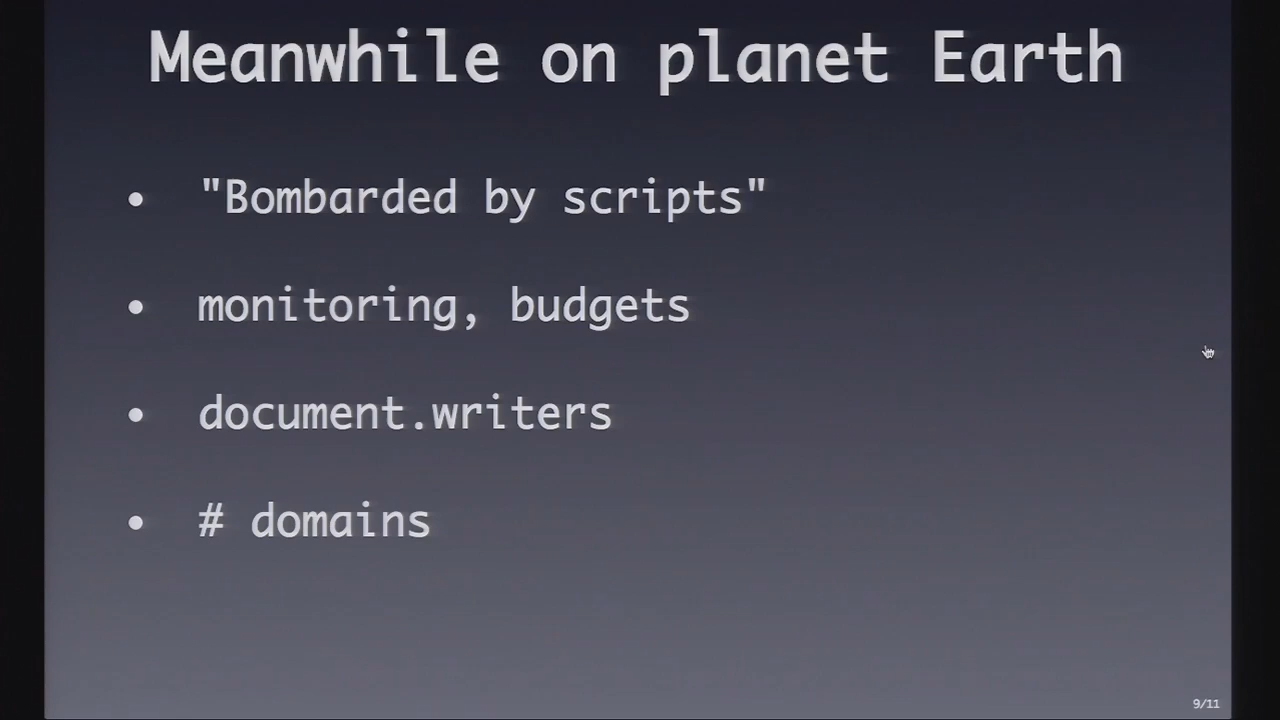 Meanwhile on planet Earth
• "Bombarded by scripts"
• monitoring, budgets
• document.writers
• # domains
9/11